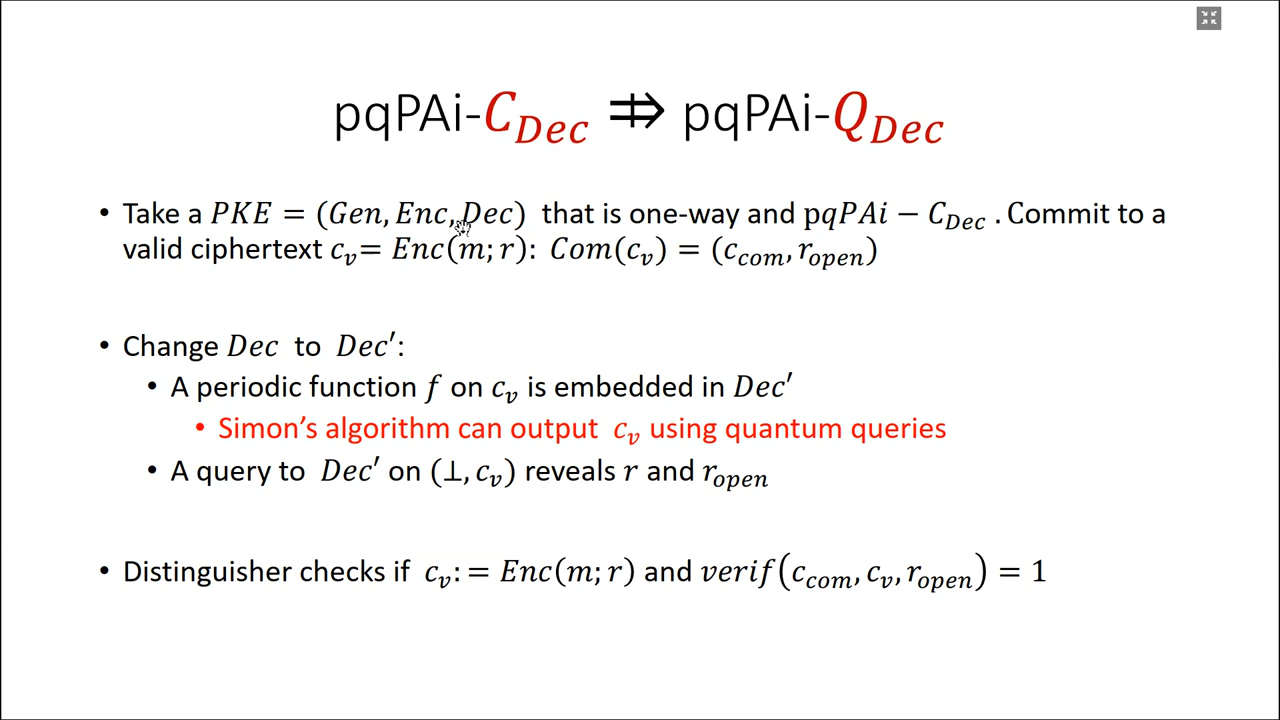 pqPAi-C_Dec ⇏ pqPAi-Q_Dec
• Take a PKE = (Gen, Enc, Dec) that is one-way and pqPAi − C_Dec . Commit to a
valid ciphertext c_v= Enc(m; r): Com(c_v) = (c_com, r_open)
• Change Dec to Dec′:
• A periodic function f on c_v is embedded in Dec′
• Simon’s algorithm can output c_v using quantum queries
• A query to Dec′ on (⊥, c_v) reveals r and r_open
• Distinguisher checks if c_v: = Enc(m; r) and verif(c_com, c_v, r_open) = 1